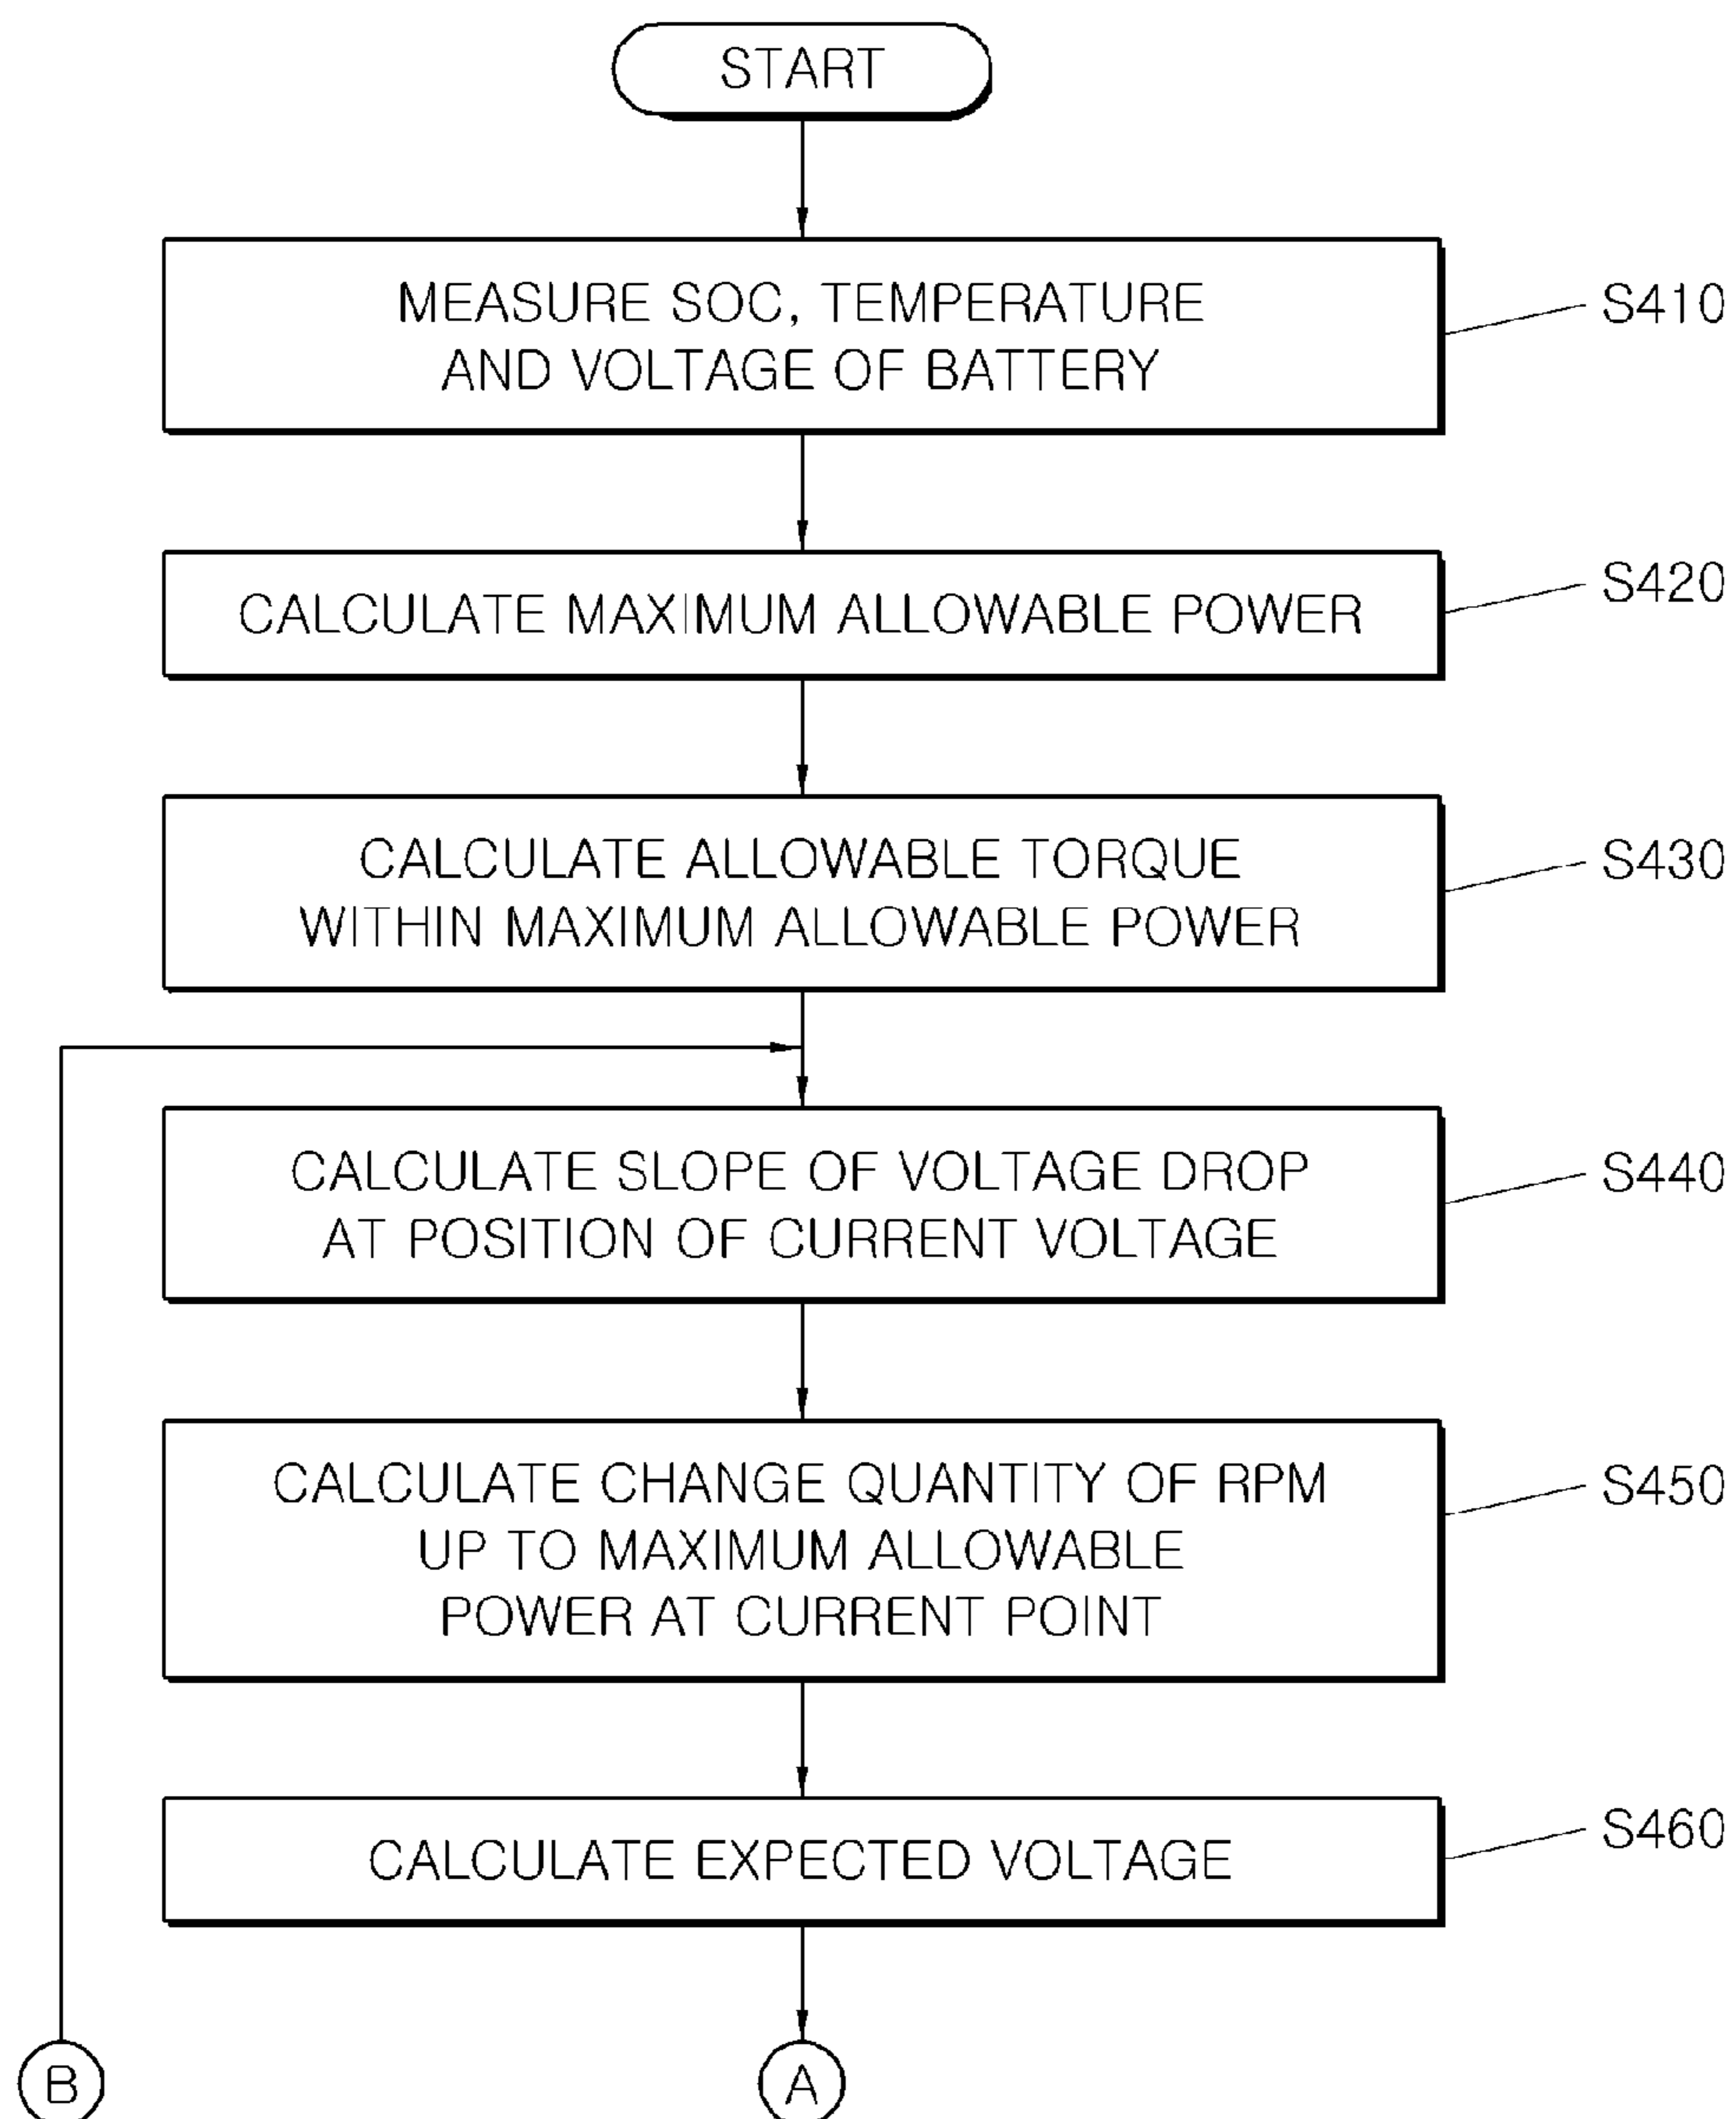 START
MEASURE SOC, TEMPERATURE
AND VOLTAGE OF BATTERY
S410
CALCULATE MAXIMUM ALLOWABLE POWER
S420
CALCULATE ALLOWABLE TORQUE
WITHIN MAXIMUM ALLOWABLE POWER
S430
CALCULATE SLOPE OF VOLTAGE DROP
AT POSITION OF CURRENT VOLTAGE
S440
CALCULATE CHANGE QUANTITY OF RPM
UP TO MAXIMUM ALLOWABLE
POWER AT CURRENT POINT
S450
CALCULATE EXPECTED VOLTAGE
S460
B
A